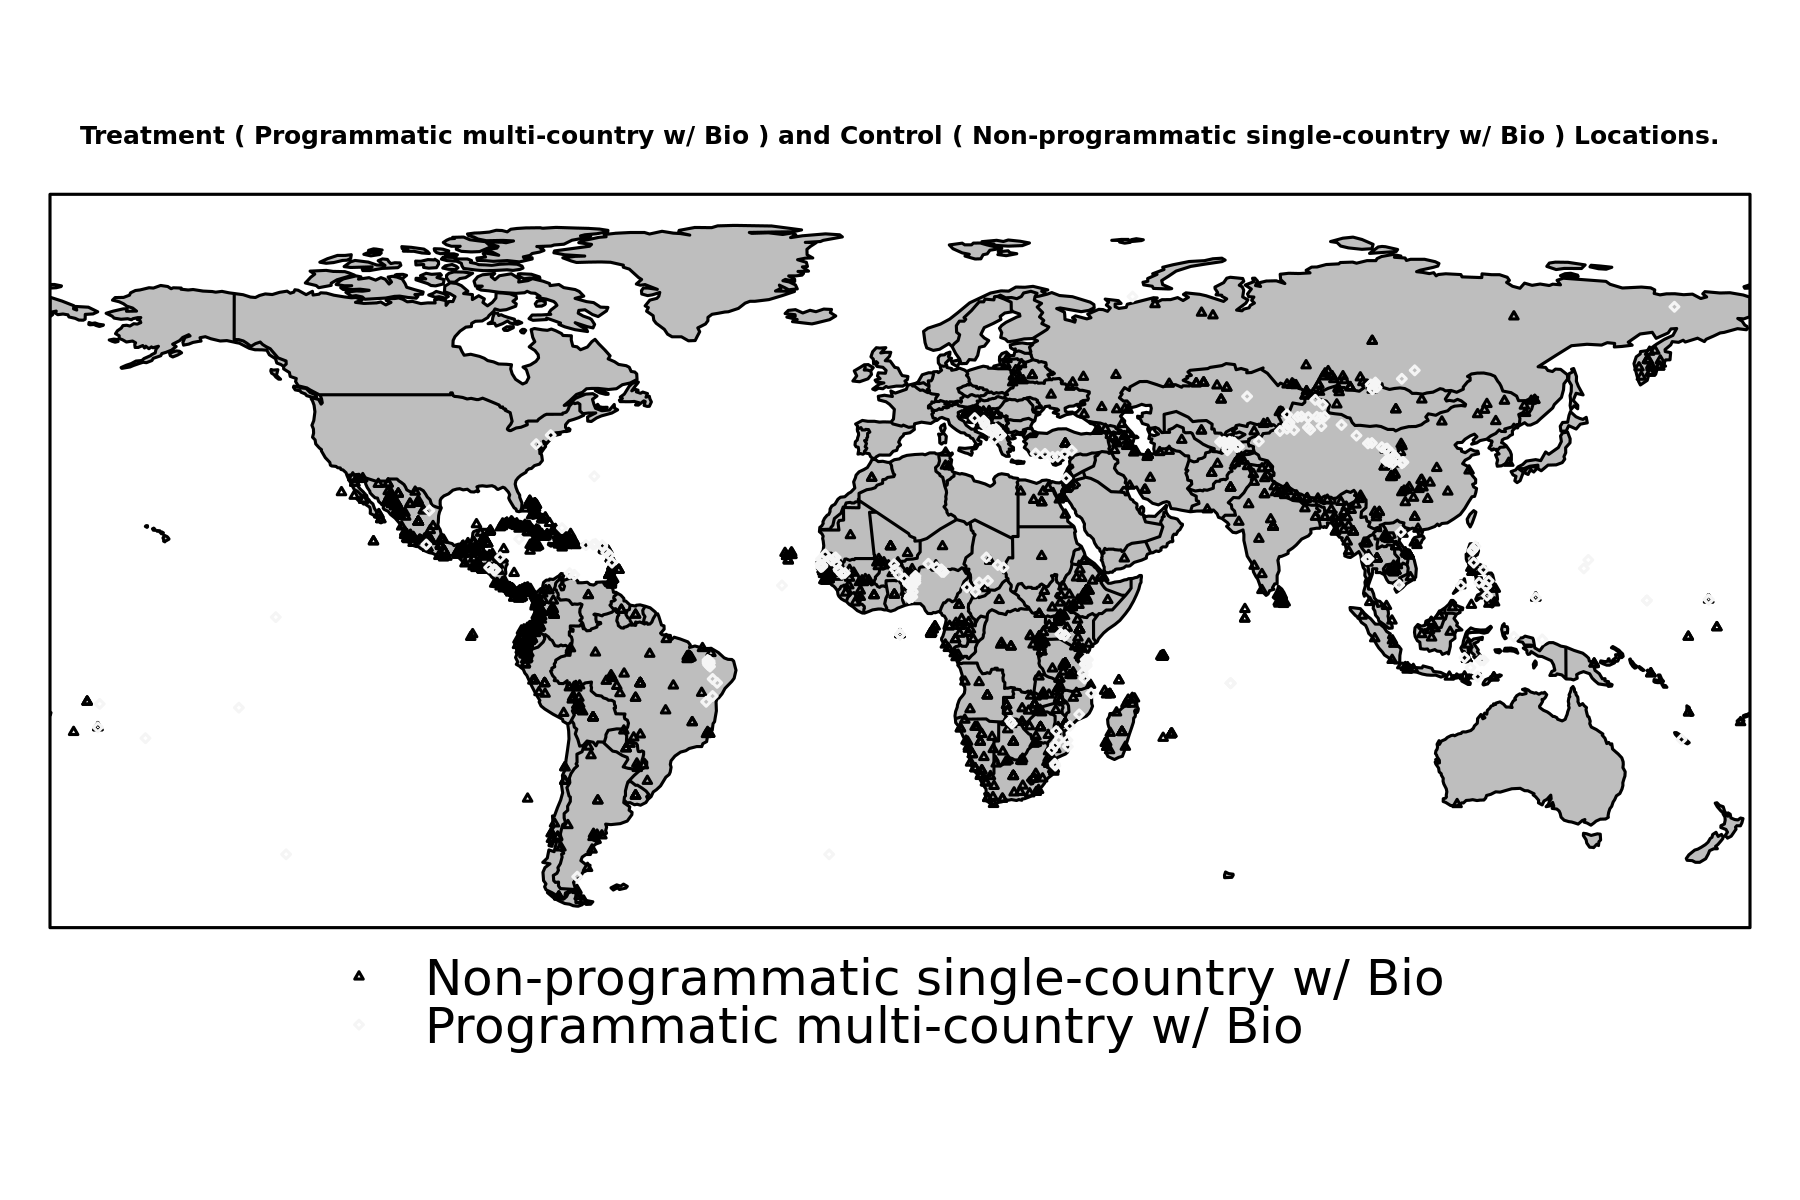 Treatment ( Programmatic multi-country w/ Bio ) and Control ( Non-programmatic single-country w/ Bio ) Locations.
Non-programmatic single-country w/ Bio
Programmatic multi-country w/ Bio